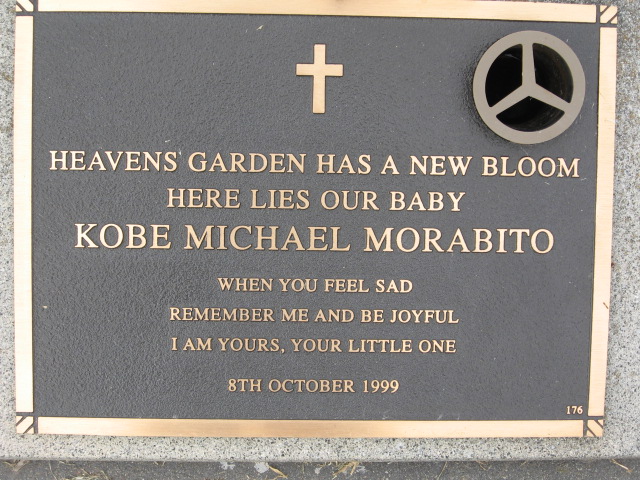 HEAVENS' GARDEN HAS A NEW BLOOM
HERE LIES OUR BABY
KOBE MICHAEL MORABITO
WHEN YOU FEEL SAD
REMEMBER ME AND BE JOYFUL
I AM YOURS, YOUR LITTLE ONE
8TH OCTOBER 1999
176